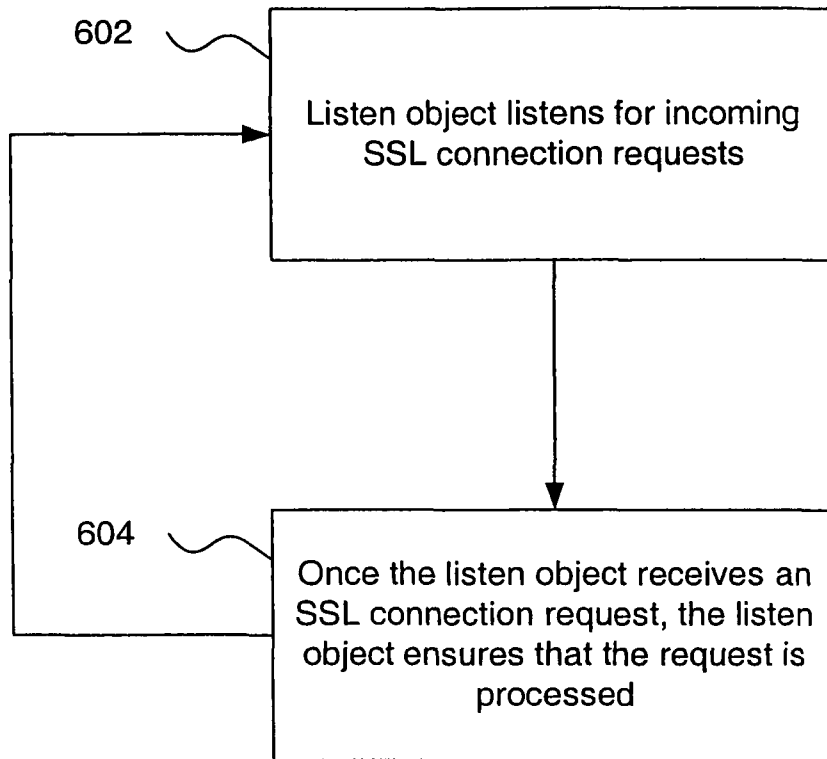 602
Listen object listens for incoming
SSL connection requests
604
Once the listen object receives an
SSL connection request, the listen
object ensures that the request is
processed